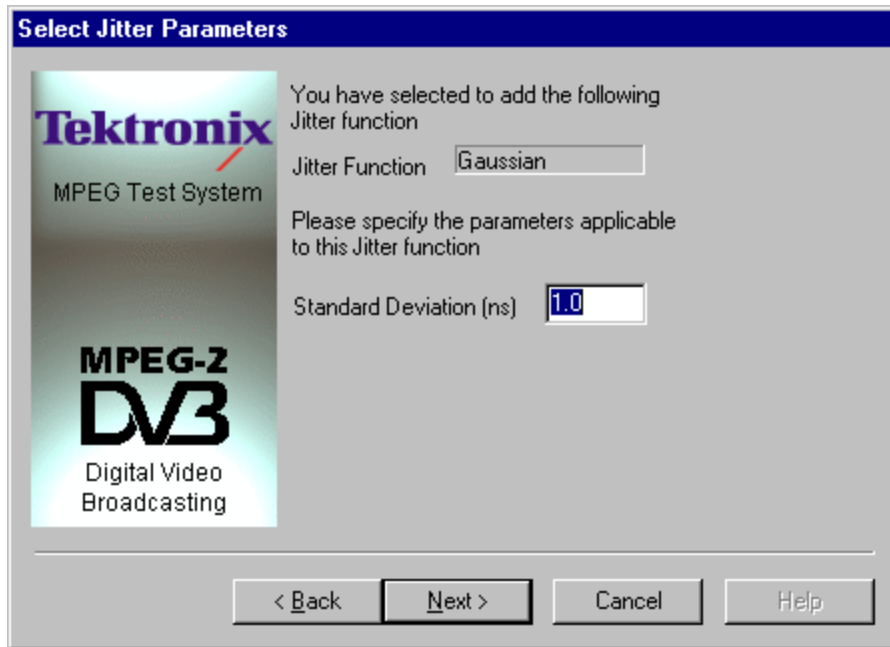 Select Jitter Parameters
Tektronix
MPEG Test System
MPEG-2
DVB
Digital Video
Broadcasting
You have selected to add the following
Jitter function
Jitter Function Gaussian
Please specify the parameters applicable
to this Jitter function
Standard Deviation (ns) 1.0
< Back Next > Cancel Help